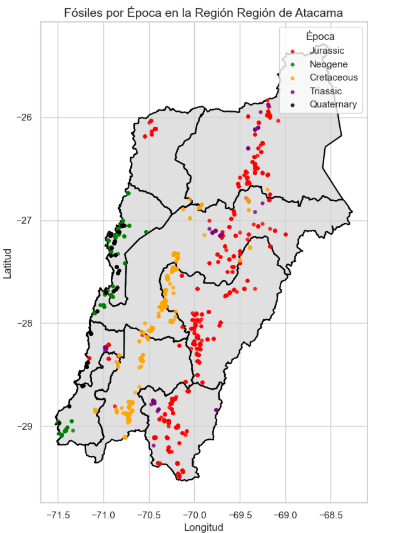 Fósiles por Época en la Región Región de Atacama
Época
Jurassic
Neogene
Cretaceous
Triassic
Quaternary
−26
−27
−28
−29
Latitud
−71.5 −71.0 −70.5 −70.0 −69.5 −69.0 −68.5
Longitud